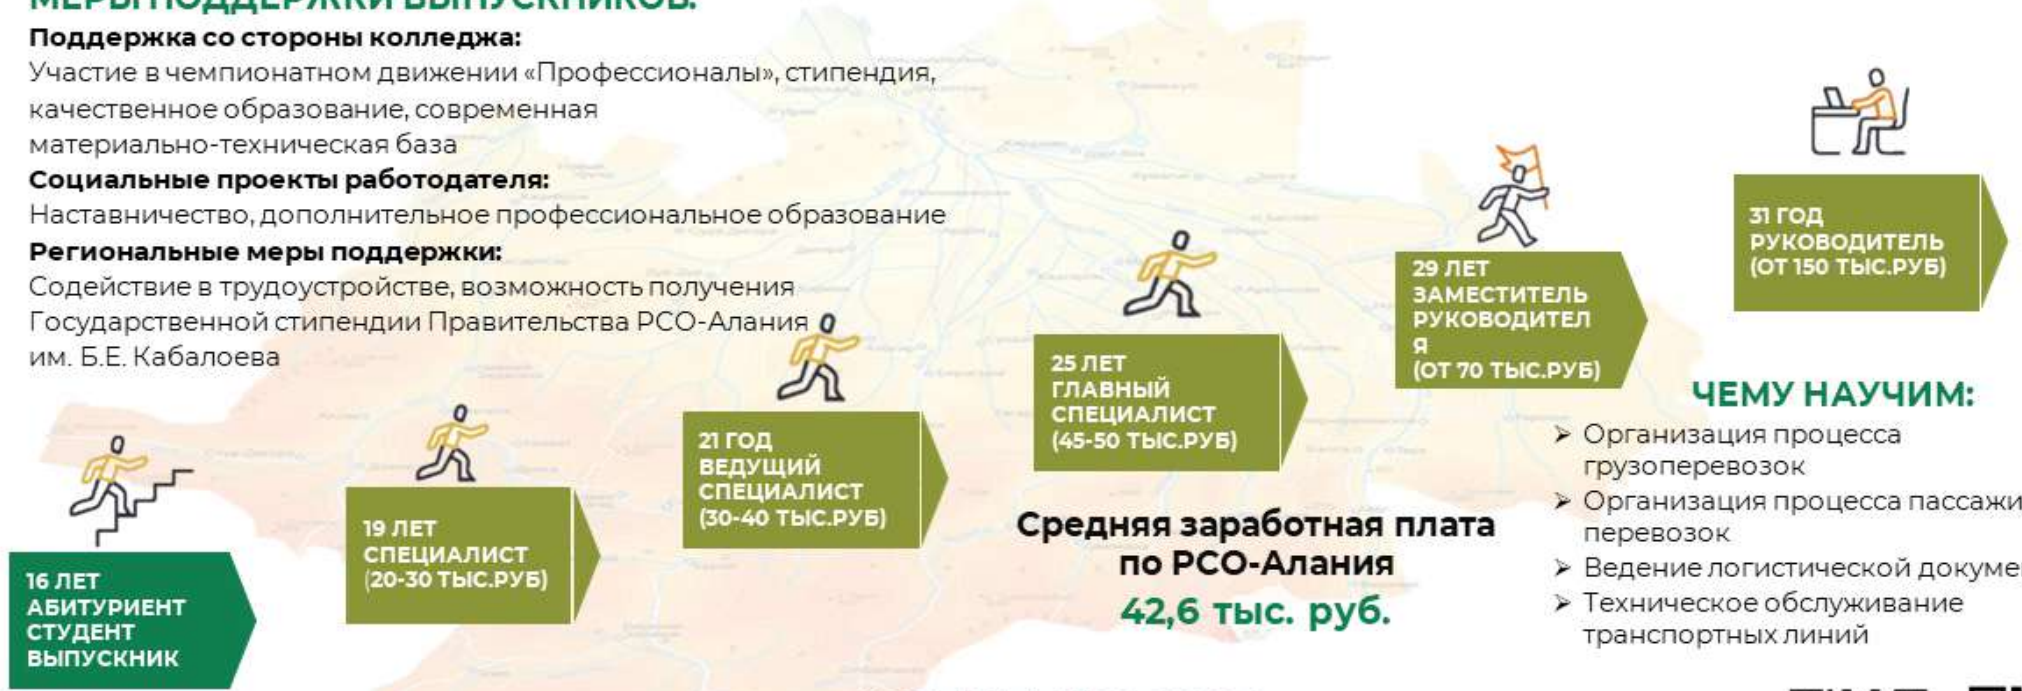 МЕРЫ ПОДДЕРЖКИ ВЫПУСКНИКОВ:
Поддержка со стороны колледжа:
Участие в чемпионатном движении «Профессионалы», стипендия,
качественное образование, современная
материально-техническая база
Социальные проекты работодателя:
Наставничество, дополнительное профессиональное образование
Региональные меры поддержки:
Содействие в трудоустройстве, возможность получения
Государственной стипендии Правительства РСО-Алания
им. Б.Е. Кабалоева
16 ЛЕТ
АБИТУРИЕНТ
СТУДЕНТ
ВЫПУСКНИК
19 ЛЕТ
СПЕЦИАЛИСТ
(20-30 ТЫС.РУБ)
21 ГОД
ВЕДУЩИЙ
СПЕЦИАЛИСТ
(30-40 ТЫС.РУБ)
25 ЛЕТ
ГЛАВНЫЙ
СПЕЦИАЛИСТ
(45-50 ТЫС.РУБ)
29 ЛЕТ
ЗАМЕСТИТЕЛЬ
РУКОВОДИТЕЛ
Я
(ОТ 70 ТЫС.РУБ)
31 ГОД
РУКОВОДИТЕЛЬ
(ОТ 150 ТЫС.РУБ)
Средняя заработная плата
по РСО-Алания
42,6 тыс. руб.
ЧЕМУ НАУЧИМ:
➢ Организация процесса
грузоперевозок
➢ Организация процесса пассажи
перевозок
➢ Ведение логистической докуме
➢ Техническое обслуживание
транспортных линий